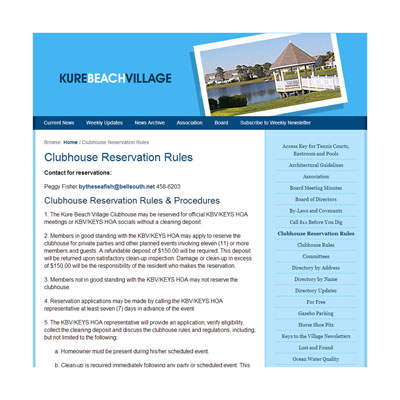 KUREBEACHVILLAGE
Current News Weekly Updates News Archive Association Board Subscribe to Weekly Newsletter
Browse: Home / Clubhouse Reservation Rules
Clubhouse Reservation Rules
Contact for reservations:
Peggy Fisher bytheseafish@bellsouth.net 458-6203
Clubhouse Reservation Rules & Procedures
1. The Kure Beach Village Clubhouse may be reserved for official KBV/KEYS HOA
meetings or KBV/KEYS HOA socials without a cleaning deposit.
2. Members in good standing with the KBV/KEYS HOA may apply to reserve the
clubhouse for private parties and other planned events involving eleven (11) or more
members and guests. A refundable deposit of $150.00 will be required. This deposit
will be returned upon satisfactory clean-up inspection. Damage or clean-up in excess
of $150.00 will be the responsibility of the resident who makes the reservation.
3. Members not in good standing with the KBV/KEYS HOA may not reserve the
clubhouse.
4. Reservation applications may be made by calling the KBV/KEYS HOA
representative at least seven (7) days in advance of the event.
5. The KBV/KEYS HOA representative will provide an application, verify eligibility,
collect the cleaning deposit and discuss the clubhouse rules and regulations, including,
but not limited to the following:
a. Homeowner must be present during his/her scheduled event.
b. Clean-up is required immediately following any party or scheduled event. This
Access Key for Tennis Courts,
Restroom and Pools
Architectural Guidelines
Association
Board Meeting Minutes
Board of Directors
By-Laws and Covenants
Call 811 Before You Dig
Clubhouse Reservation Rules
Clubhouse Rules
Committees
Directory by Address
Directory by Name
Directory Updates
For Free
Gazebo Parking
Horse Shoe Pitz
Keys to the Village Newsletters
Lost and Found
Ocean Water Quality